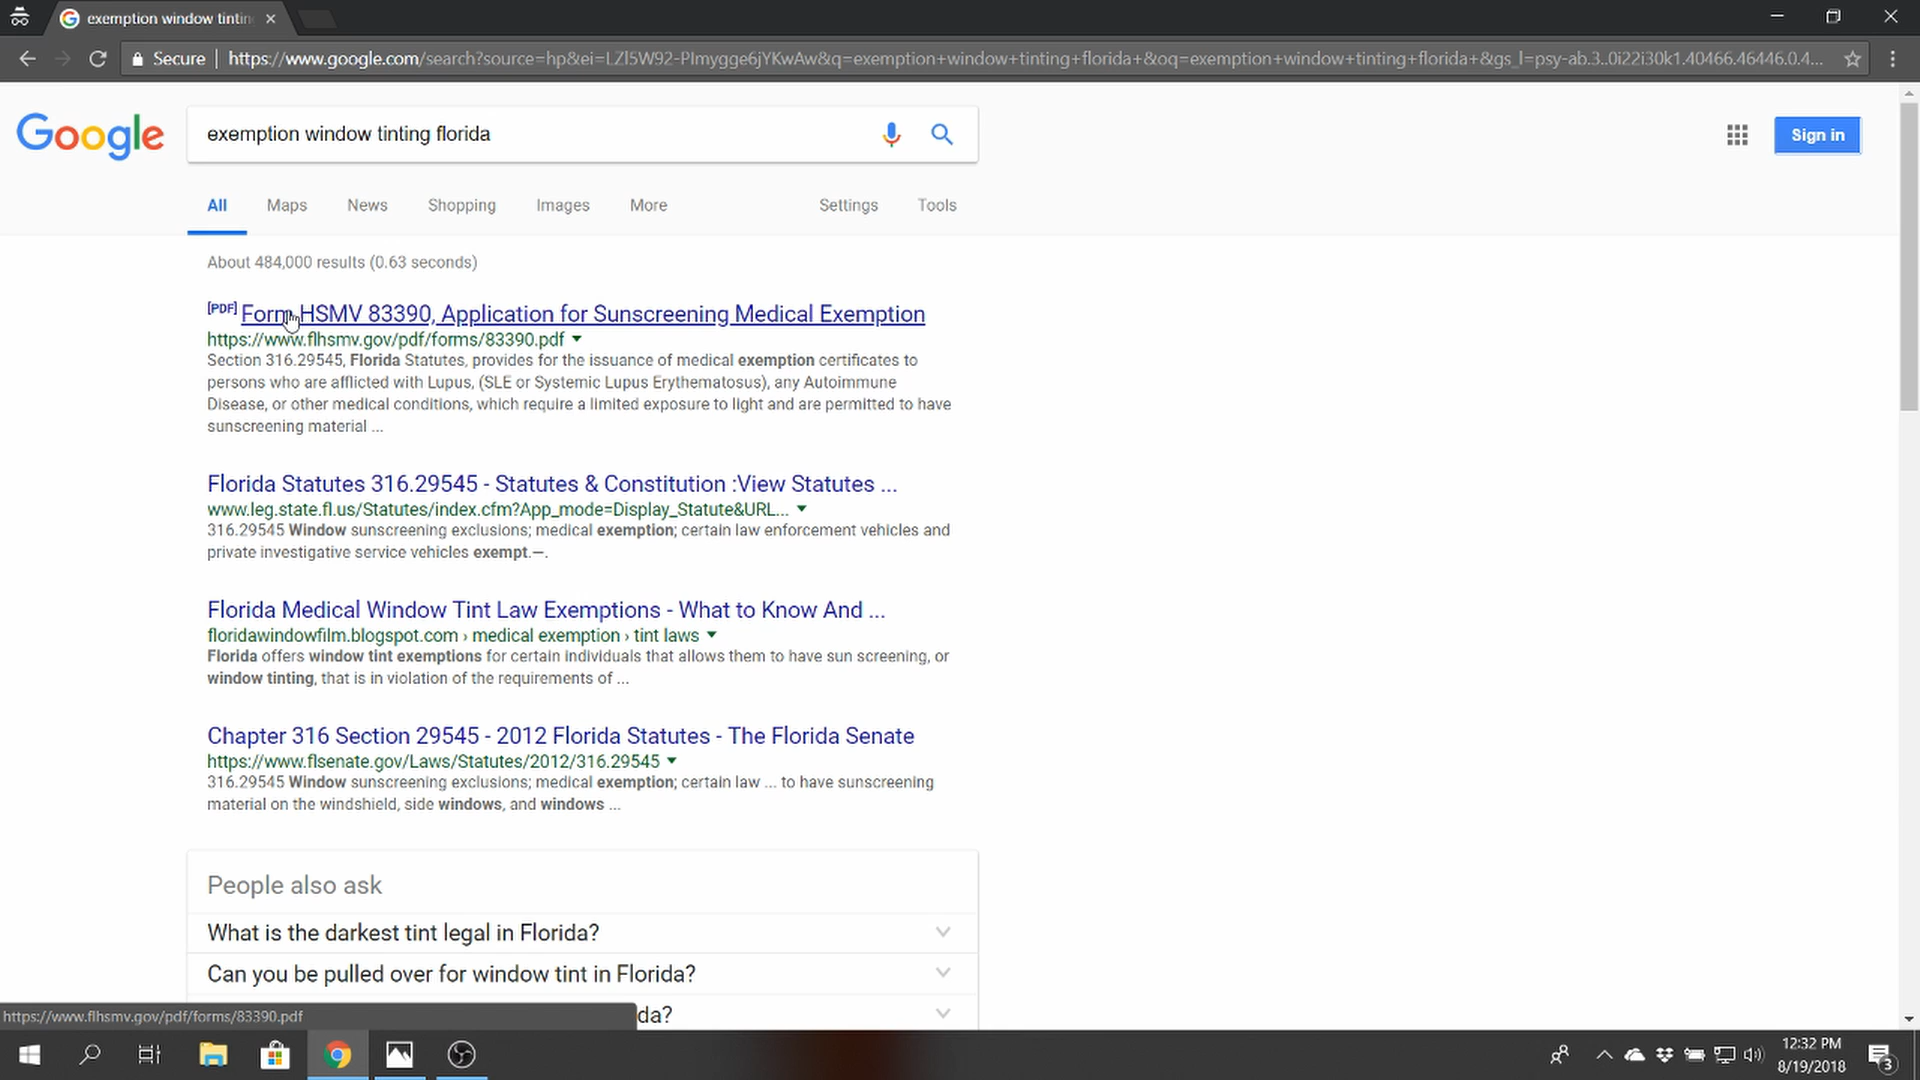 exemption window tintin
Secure
https://www.google.com/search?source=hp&ei=LZl5W92-PImygge6jYKwAw&q=exemption+window+tinting+florida+&oq=exemption+window+tinting+florida+&gs_l=psy-ab.3..0i22i30k1.40466.46446.0.4...
Google
exemption window tinting florida
Sign in
All Maps News Shopping Images More Settings Tools
About 484,000 results (0.63 seconds)
[PDF] Form HSMV 83390, Application for Sunscreening Medical Exemption
https://www.flhsmv.gov/pdf/forms/83390.pdf
Section 316.29545, Florida Statutes, provides for the issuance of medical exemption certificates to
persons who are afflicted with Lupus, (SLE or Systemic Lupus Erythematosus), any Autoimmune
Disease, or other medical conditions, which require a limited exposure to light and are permitted to have
sunscreening material ...
Florida Statutes 316.29545 - Statutes & Constitution :View Statutes ...
www.leg.state.fl.us/Statutes/index.cfm?App_mode=Display_Statute&URL...
316.29545 Window sunscreening exclusions; medical exemption; certain law enforcement vehicles and
private investigative service vehicles exempt.—.
Florida Medical Window Tint Law Exemptions - What to Know And ...
floridawindowfilm.blogspot.com › medical exemption › tint laws
Florida offers window tint exemptions for certain individuals that allows them to have sun screening, or
window tinting, that is in violation of the requirements of ...
Chapter 316 Section 29545 - 2012 Florida Statutes - The Florida Senate
https://www.flsenate.gov/Laws/Statutes/2012/316.29545
316.29545 Window sunscreening exclusions; medical exemption; certain law ... to have sunscreening
material on the windshield, side windows, and windows ...
People also ask
What is the darkest tint legal in Florida?
Can you be pulled over for window tint in Florida?
da?
https://www.flhsmv.gov/pdf/forms/83390.pdf
12:32 PM
8/19/2018
3